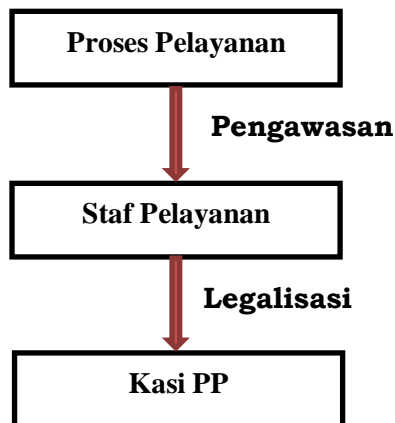 Proses Pelayanan
Pengawasan
Staf Pelayanan
Legalisasi
Kasi PP